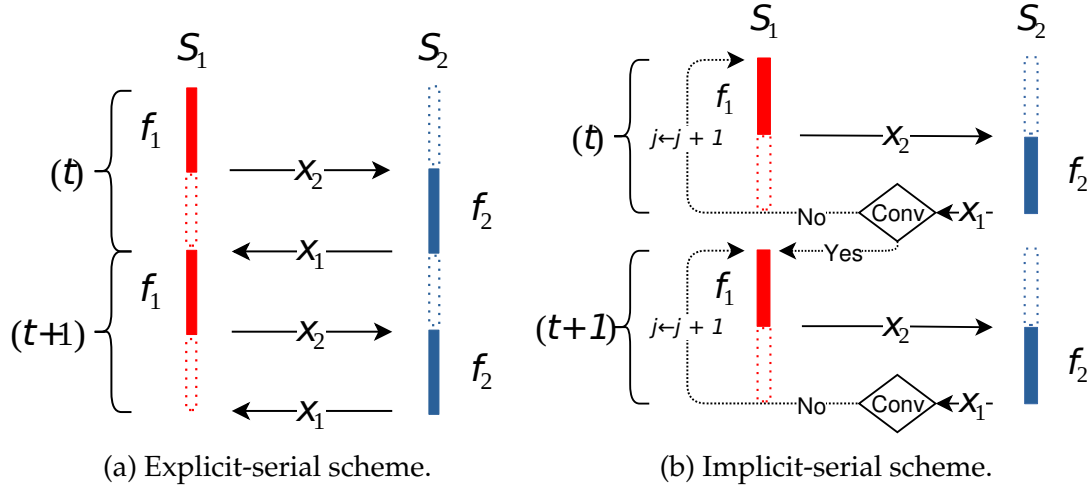 S₁ S₂
f₁
(t)
x₂
f₂
x₁
f₁
(t+1)
x₂
f₂
x₁
(a) Explicit-serial scheme.
S₁ S₂
f₁
(t) j←j + 1 x₂
f₂
No Conv x₁
Yes
f₁
(t+1) j←j + 1 x₂
f₂
No Conv x₁
(b) Implicit-serial scheme.